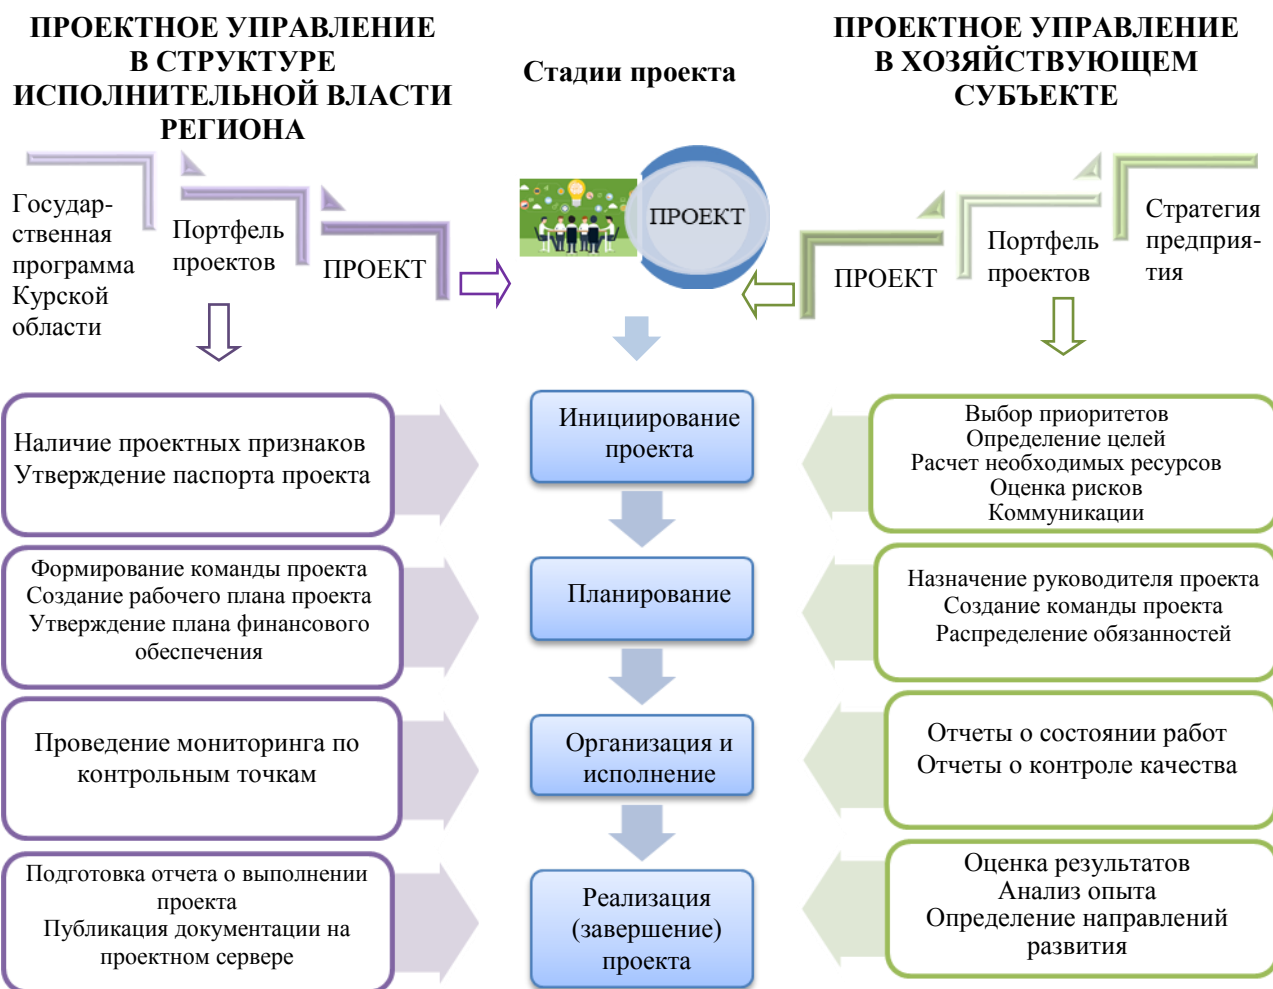 ПРОЕКТНОЕ УПРАВЛЕНИЕ
В СТРУКТУРЕ
ИСПОЛНИТЕЛЬНОЙ ВЛАСТИ
РЕГИОНА
Стадии проекта
ПРОЕКТНОЕ УПРАВЛЕНИЕ
В ХОЗЯЙСТВУЮЩЕМ
СУБЪЕКТЕ
Государ-
ственная
программа
Курской
области
Портфель
проектов
ПРОЕКТ
ПРОЕКТ
ПРОЕКТ
Портфель
проектов
Стратегия
предприя-
тия
Наличие проектных признаков
Утверждение паспорта проекта
Инициирование
проекта
Выбор приоритетов
Определение целей
Расчет необходимых ресурсов
Оценка рисков
Коммуникации
Формирование команды проекта
Создание рабочего плана проекта
Утверждение плана финансового
обеспечения
Планирование
Назначение руководителя проекта
Создание команды проекта
Распределение обязанностей
Проведение мониторинга по
контрольным точкам
Организация и
исполнение
Отчеты о состоянии работ
Отчеты о контроле качества
Подготовка отчета о выполнении
проекта
Публикация документации на
проектном сервере
Реализация
(завершение)
проекта
Оценка результатов
Анализ опыта
Определение направлений
развития